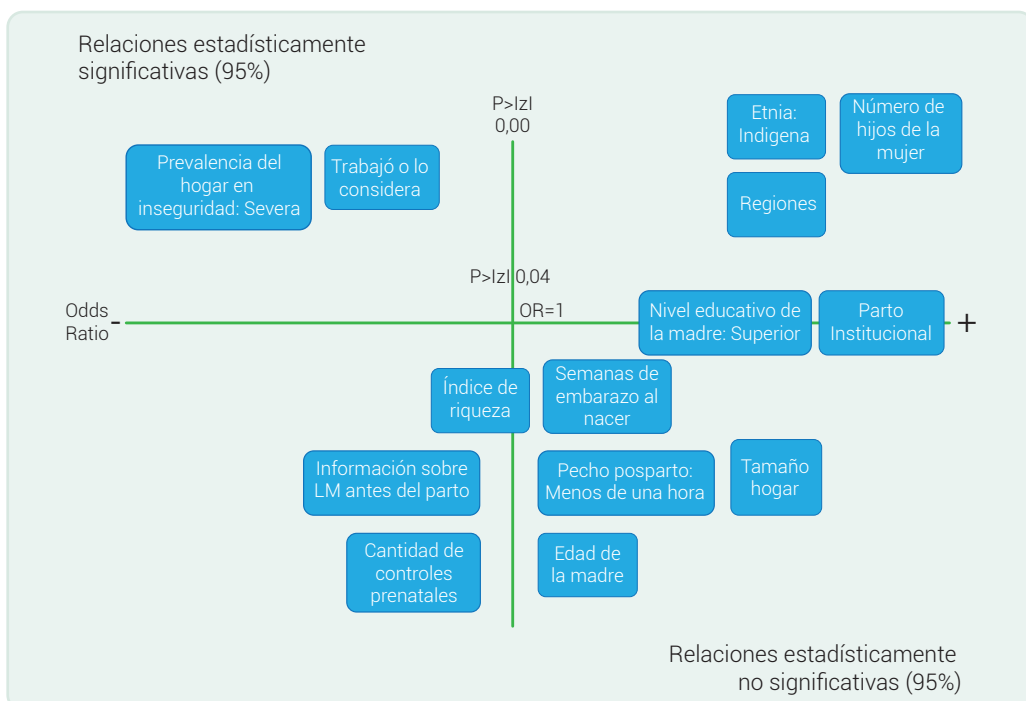 Relaciones estadísticamente
significativas (95%)
P>IzI
0,00
Etnia:
Indigena
Número de
hijos de la
mujer
Prevalencia del
hogar en
inseguridad: Severa
Trabajó o lo
considera
Regiones
P>IzI 0,04
Odds
Ratio
-
OR=1
Nivel educativo de
la madre: Superior
Parto
Institucional
+
Índice de
riqueza
Semanas de
embarazo al
nacer
Información sobre
LM antes del parto
Pecho posparto:
Menos de una hora
Tamaño
hogar
Cantidad de
controles
prenatales
Edad de
la madre
Relaciones estadísticamente
no significativas (95%)